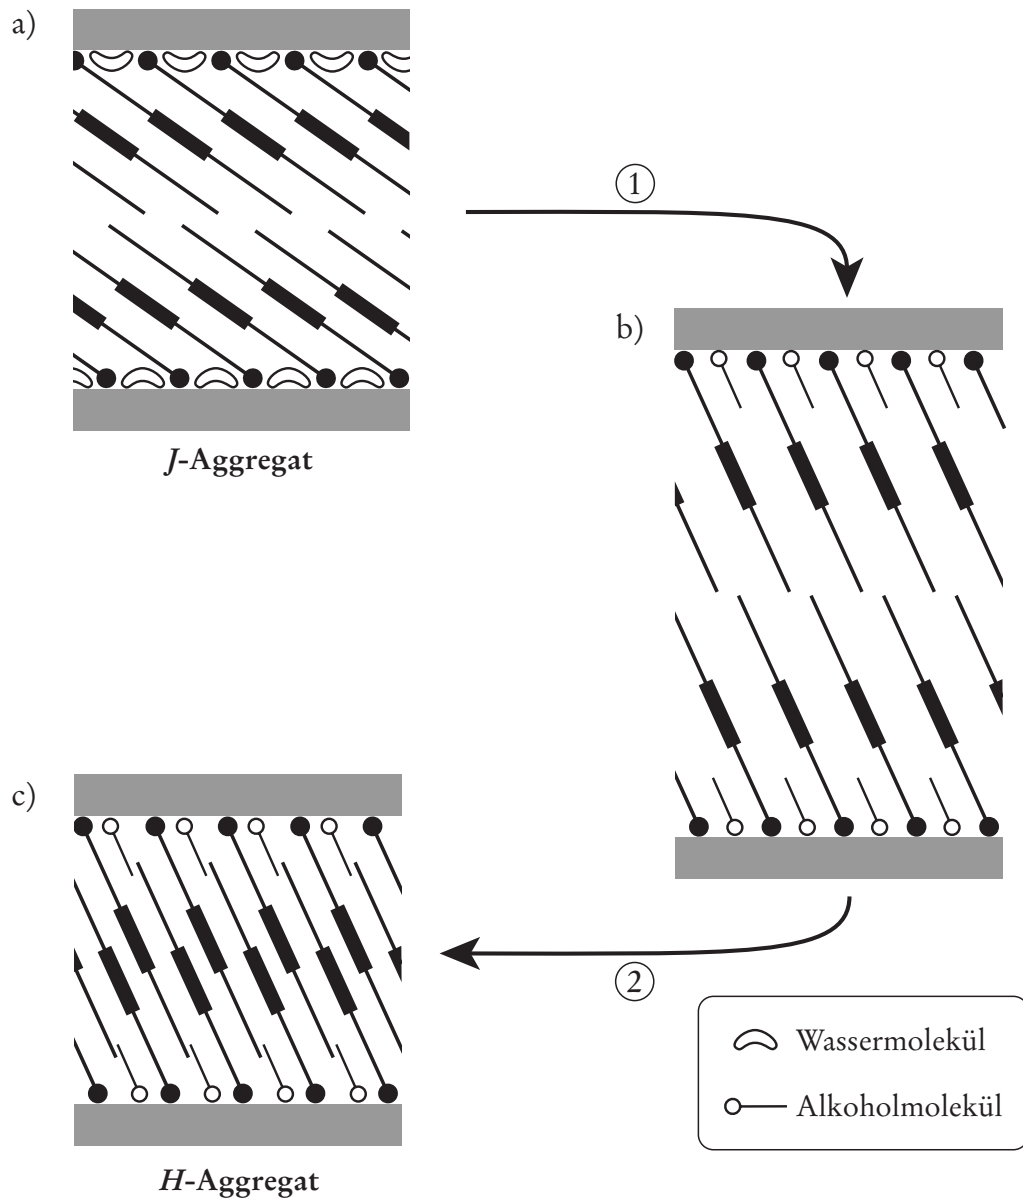 a)
①
b)
J-Aggregat
c)
②
Wassermolekül
Alkoholmolekül
H-Aggregat